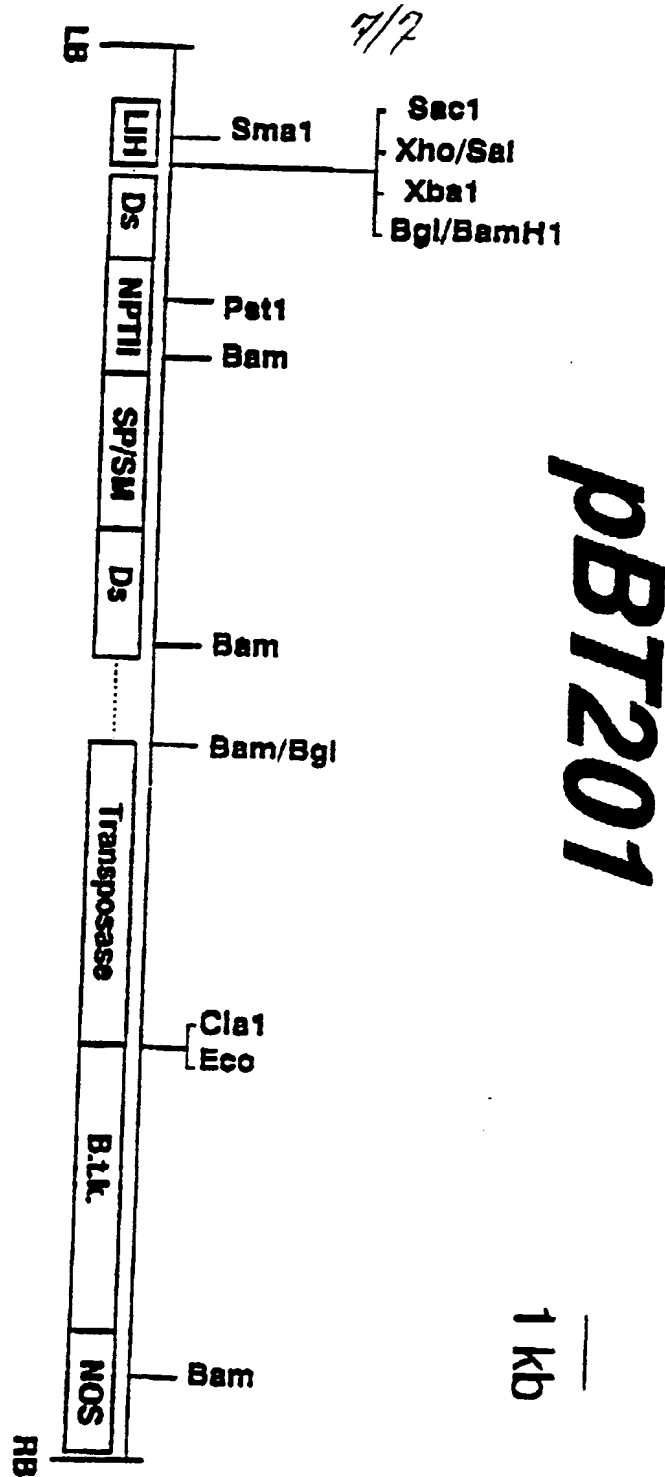 7/7
LB
Sac1
Sma1
Xho/Sal
LIH
Xba1
Ds
Bgl/BamH1
NPTII
Pst1
Bam
SP/SM
pBT201
Ds
Bam
Bam/Bgl
Transposase
Cla1
Eco
B.t.k.
1 kb
Bam
NOS
RB